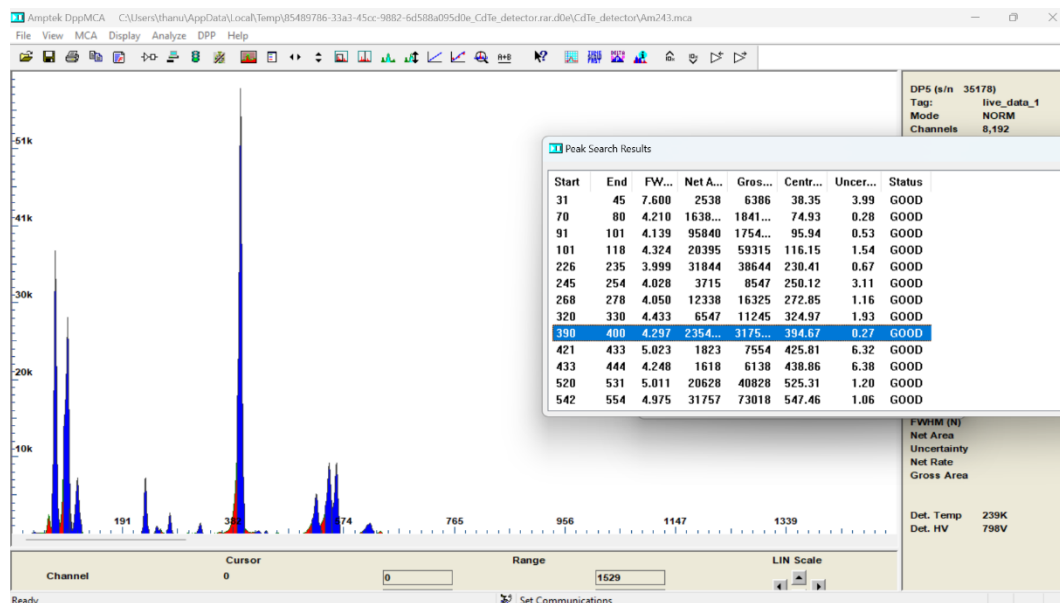 Amptek DppMCA C:\Users\thanu\AppData\Local\Temp\85489786-33a3-45cc-9882-6d588a095d0e_CdTe_detector.rar.d0e\CdTe_detector\Am243.mca
File View MCA Display Analyze DPP Help
A+B
DP5 (s/n 35178)
Tag: live_data_1
Mode NORM
Channels 8,192
Peak Search Results
Start End FW... Net A... Gros... Centr... Uncer... Status
31 45 7.600 2538 6386 38.35 3.99 GOOD
70 80 4.210 1638... 1841... 74.93 0.28 GOOD
91 101 4.139 95840 1754... 95.94 0.53 GOOD
101 118 4.324 20395 59315 116.15 1.54 GOOD
226 235 3.999 31844 38644 230.41 0.67 GOOD
245 254 4.028 3715 8547 250.12 3.11 GOOD
268 278 4.050 12338 16325 272.85 1.16 GOOD
320 330 4.433 6547 11245 324.97 1.93 GOOD
390 400 4.297 2354... 3175... 394.67 0.27 GOOD
421 433 5.023 1823 7554 425.81 6.32 GOOD
433 444 4.248 1618 6138 438.86 6.38 GOOD
520 531 5.011 20628 40828 525.31 1.20 GOOD
542 554 4.975 31757 73018 547.46 1.06 GOOD
51k
41k
30k
20k
10k
191 382 574 765 956 1147 1339
FWHM (N)
Net Area
Uncertainty
Net Rate
Gross Area
Det. Temp 239K
Det. HV 798V
Cursor Range LIN Scale
Channel 0 0 1529
Ready Set Communications